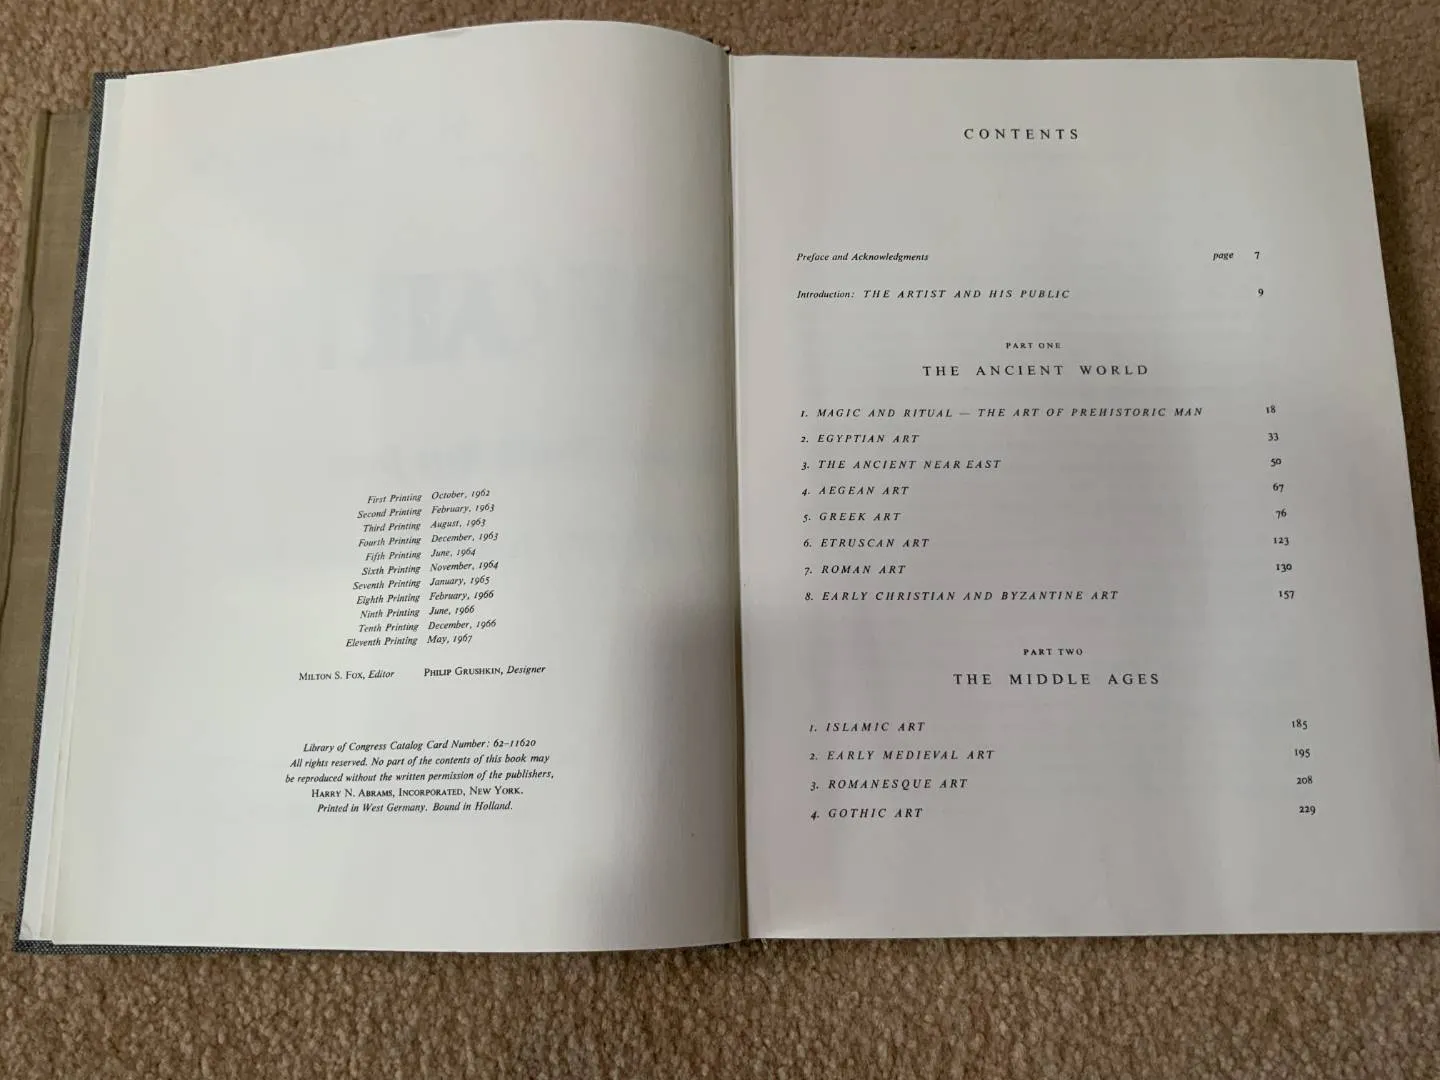 First Printing October, 1962
Second Printing February, 1963
Third Printing August, 1963
Fourth Printing December, 1963
Fifth Printing June, 1964
Sixth Printing November, 1964
Seventh Printing January, 1965
Eighth Printing February, 1966
Ninth Printing June, 1966
Tenth Printing December, 1966
Eleventh Printing May, 1967
MILTON S. FOX, Editor PHILIP GRUSHKIN, Designer
Library of Congress Catalog Card Number: 62-11620
All rights reserved. No part of the contents of this book may
be reproduced without the written permission of the publishers,
HARRY N. ABRAMS, INCORPORATED, NEW YORK.
Printed in West Germany. Bound in Holland.
CONTENTS
Preface and Acknowledgments page 7
Introduction: THE ARTIST AND HIS PUBLIC 9
PART ONE
THE ANCIENT WORLD
1. MAGIC AND RITUAL — THE ART OF PREHISTORIC MAN 18
2. EGYPTIAN ART 33
3. THE ANCIENT NEAR EAST 50
4. AEGEAN ART 67
5. GREEK ART 76
6. ETRUSCAN ART 123
7. ROMAN ART 130
8. EARLY CHRISTIAN AND BYZANTINE ART 157
PART TWO
THE MIDDLE AGES
1. ISLAMIC ART 185
2. EARLY MEDIEVAL ART 195
3. ROMANESQUE ART 208
4. GOTHIC ART 229